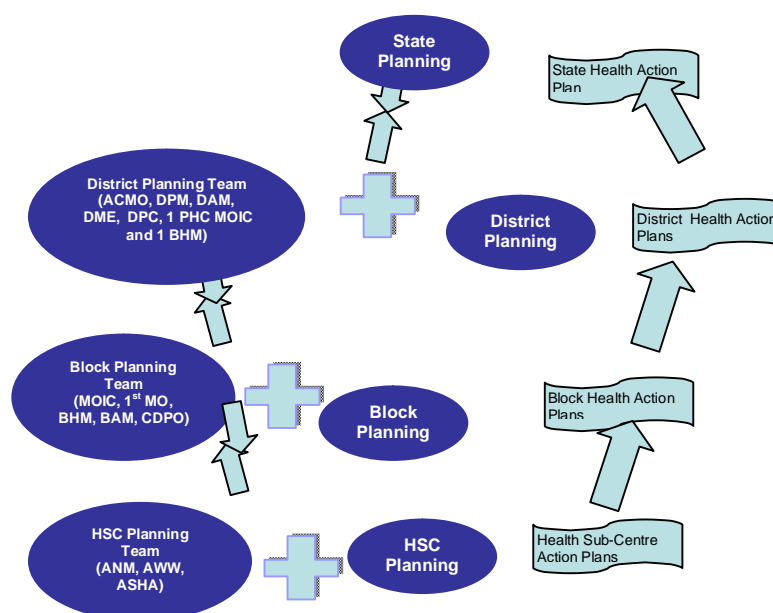 State
Planning
State Health Action
Plan
District Planning Team
(ACMO, DPM, DAM,
DME, DPC, 1 PHC MOIC
and 1 BHM)
District
Planning
District Health Action
Plans
Block Planning
Team
(MOIC, 1st MO,
BHM, BAM, CDPO)
Block
Planning
Block Health Action
Plans
HSC Planning
Team
(ANM, AWW,
ASHA)
HSC
Planning
Health Sub-Centre
Action Plans